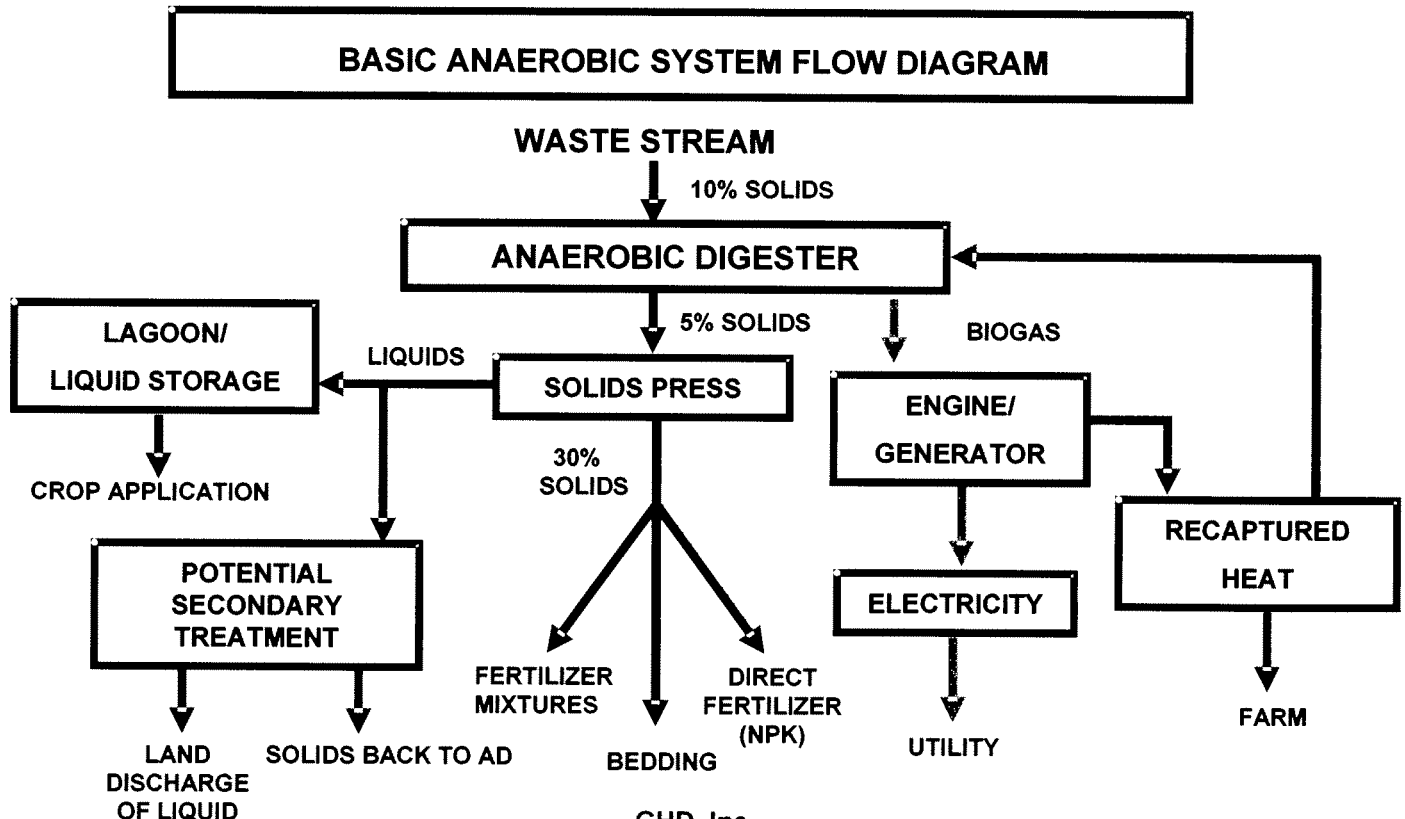 BASIC ANAEROBIC SYSTEM FLOW DIAGRAM
WASTE STREAM
10% SOLIDS
ANAEROBIC DIGESTER
5% SOLIDS
BIOGAS
LAGOON/
LIQUID STORAGE
LIQUIDS
SOLIDS PRESS
ENGINE/
GENERATOR
CROP APPLICATION
30%
SOLIDS
RECAPTURED
HEAT
POTENTIAL
SECONDARY
TREATMENT
ELECTRICITY
FERTILIZER
MIXTURES
DIRECT
FERTILIZER
(NPK)
FARM
LAND
DISCHARGE
OF LIQUID
SOLIDS BACK TO AD
BEDDING
UTILITY